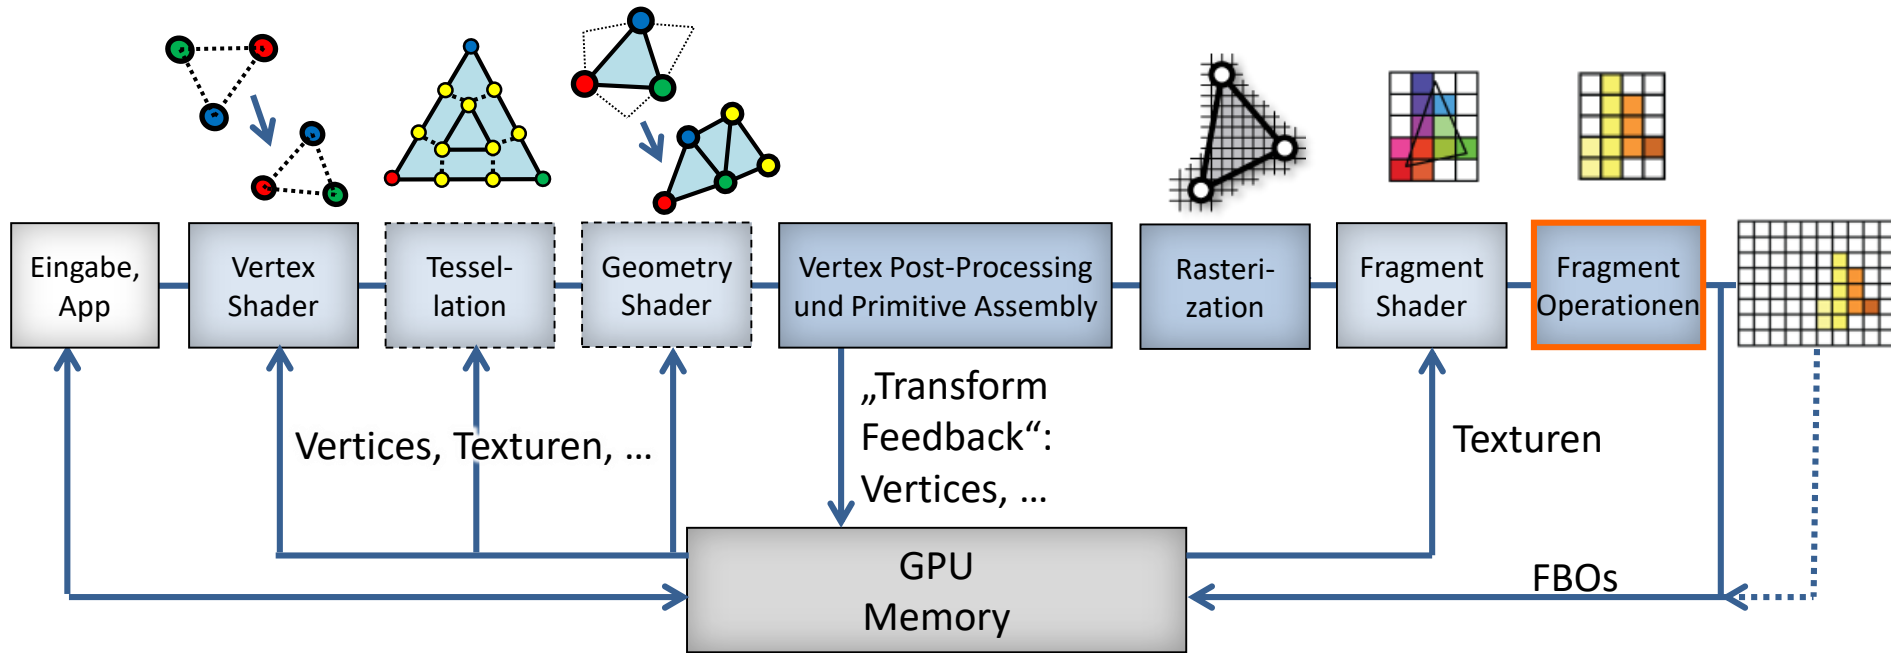 Eingabe,
App
Vertex
Shader
Tessel-
lation
Geometry
Shader
Vertex Post-Processing
und Primitive Assembly
Rasteri-
zation
Fragment
Shader
Fragment
Operationen
Vertices, Texturen, …
„Transform
Feedback“:
Vertices, …
Texturen
GPU
Memory
FBOs